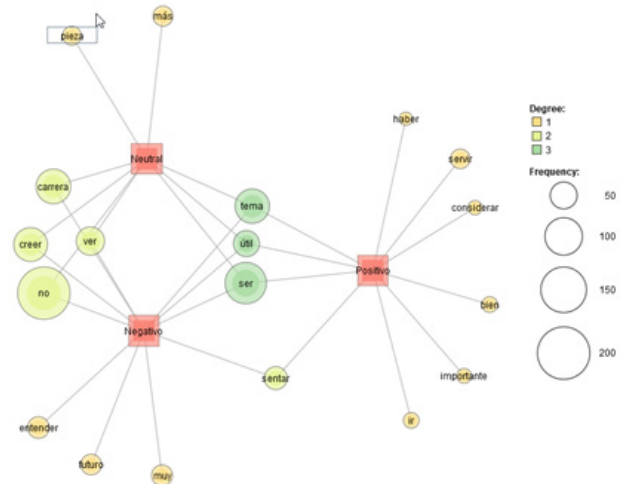 más
pieza
Neutral
carrera
creer
ver
no
tema
útil
ser
Negativo
sentar
entender
futuro
muy
haber
servir
considerar
Positivo
bien
importante
ir
Degree:
1
2
3
Frequency:
50
100
150
200